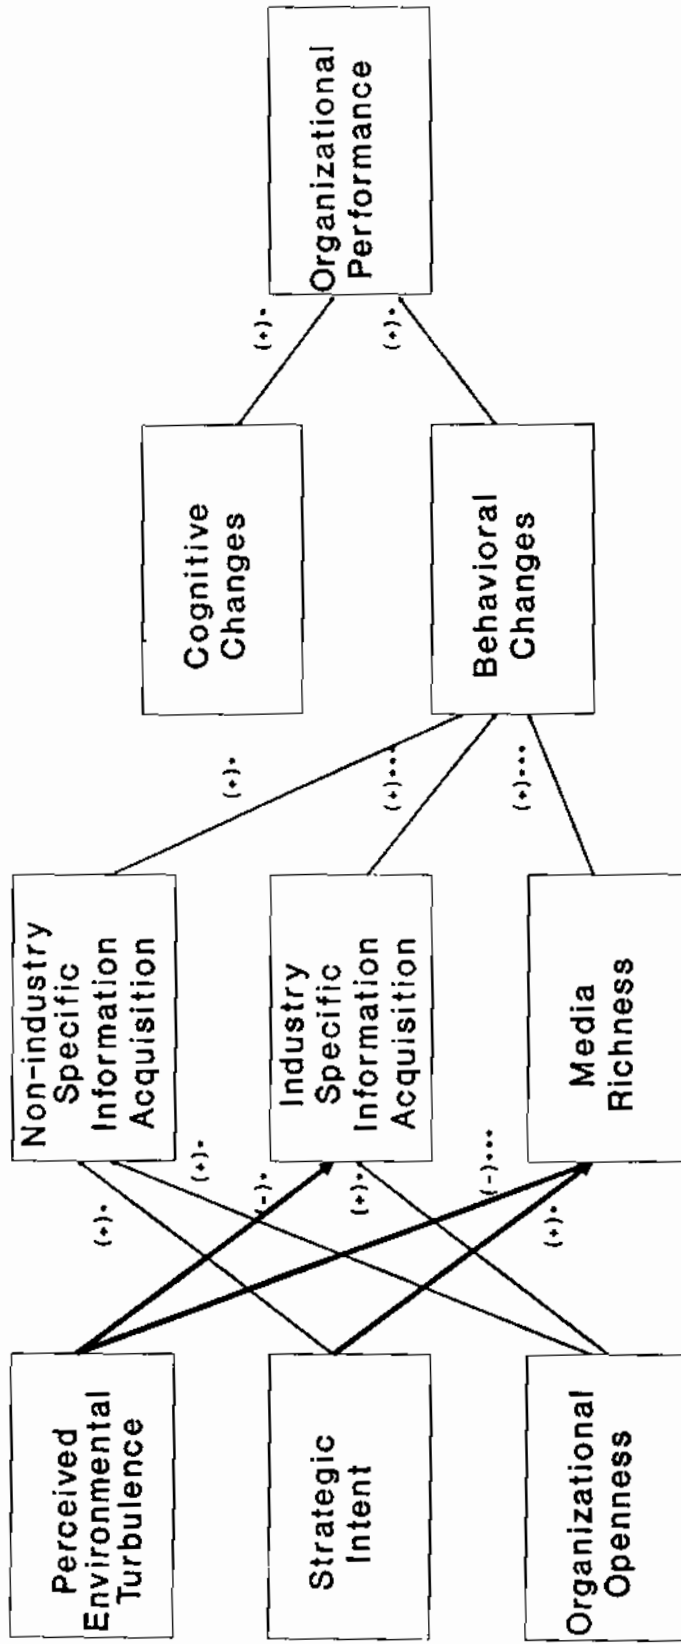 Perceived
Environmental
Turbulence
Strategic
Intent
Organizational
Openness
(+)*
(+)*
(-)*
(+)*
(-)***
(+)*
Non-industry
Specific
Information
Acquisition
Industry
Specific
Information
Acquisition
Media
Richness
(+)*
(+)***
(+)***
Cognitive
Changes
Behavioral
Changes
(+)*
(+)*
Organizational
Performance